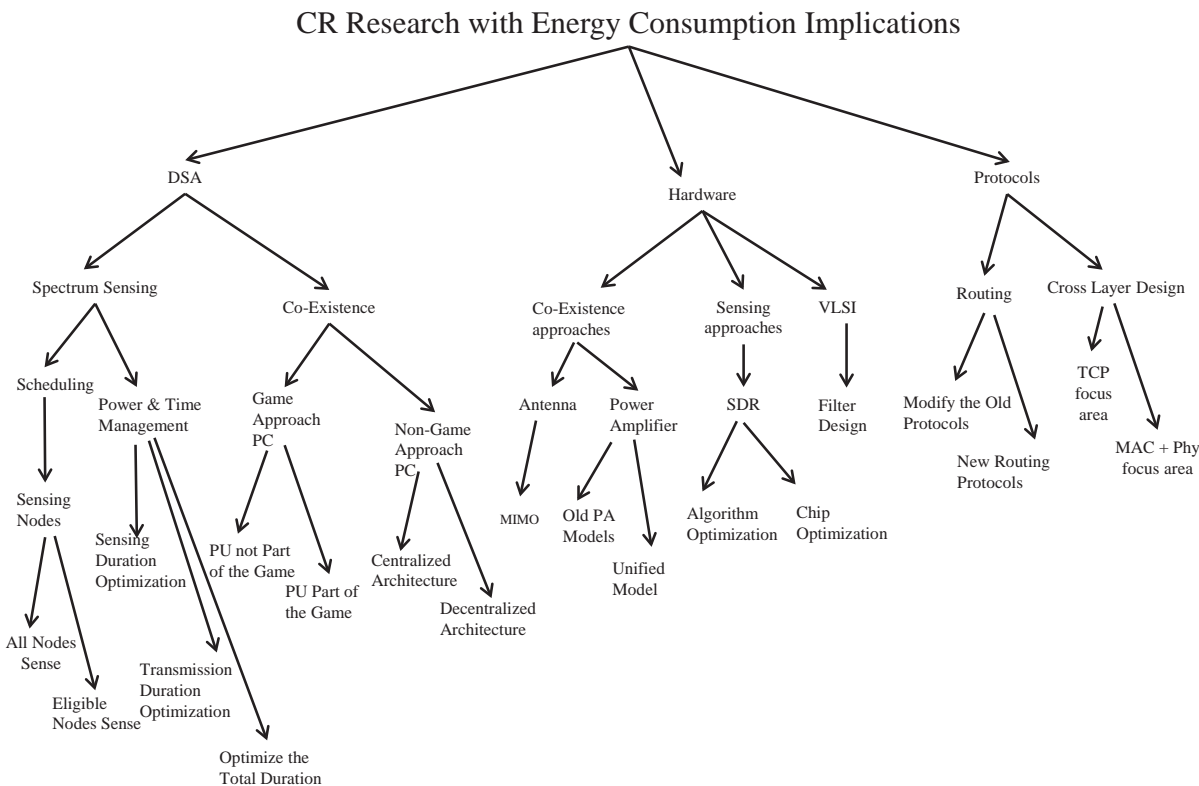 CR Research with Energy Consumption Implications
DSA
Hardware
Protocols
Spectrum Sensing
Co-Existence
Co-Existence
approaches
Sensing
approaches
VLSI
Routing
Cross Layer Design
Scheduling
Power & Time
Management
Game
Approach
PC
Non-Game
Approach
PC
Antenna
Power
Amplifier
SDR
Filter
Design
Modify the Old
Protocols
New Routing
Protocols
TCP
focus
area
MAC + Phy
focus area
Sensing
Nodes
Sensing
Duration
Optimization
PU not Part
of the Game
PU Part of
the Game
Centralized
Architecture
Decentralized
Architecture
MIMO
Old PA
Models
Unified
Model
Algorithm
Optimization
Chip
Optimization
All Nodes
Sense
Eligible
Nodes Sense
Transmission
Duration
Optimization
Optimize the
Total Duration